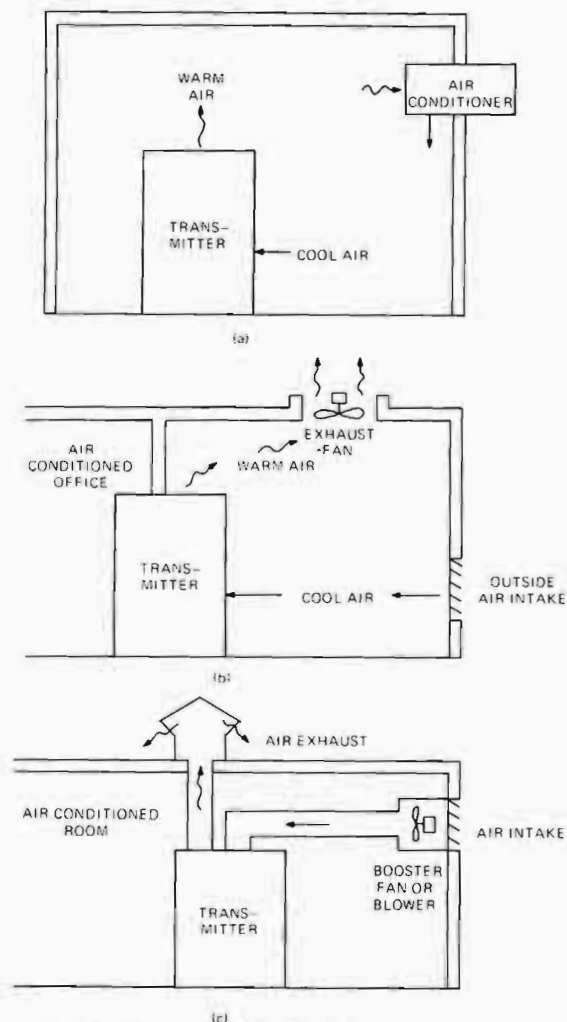 WARM
AIR
AIR
CONDITIONER
TRANS-
MITTER
COOL AIR
(a)
EXHAUST
-FAN
AIR
CONDITIONED
OFFICE
WARM AIR
TRANS-
MITTER
COOL AIR
OUTSIDE
AIR INTAKE
(b)
AIR EXHAUST
AIR CONDITIONED
ROOM
AIR INTAKE
BOOSTER
FAN OR
BLOWER
TRANS-
MITTER
(c)